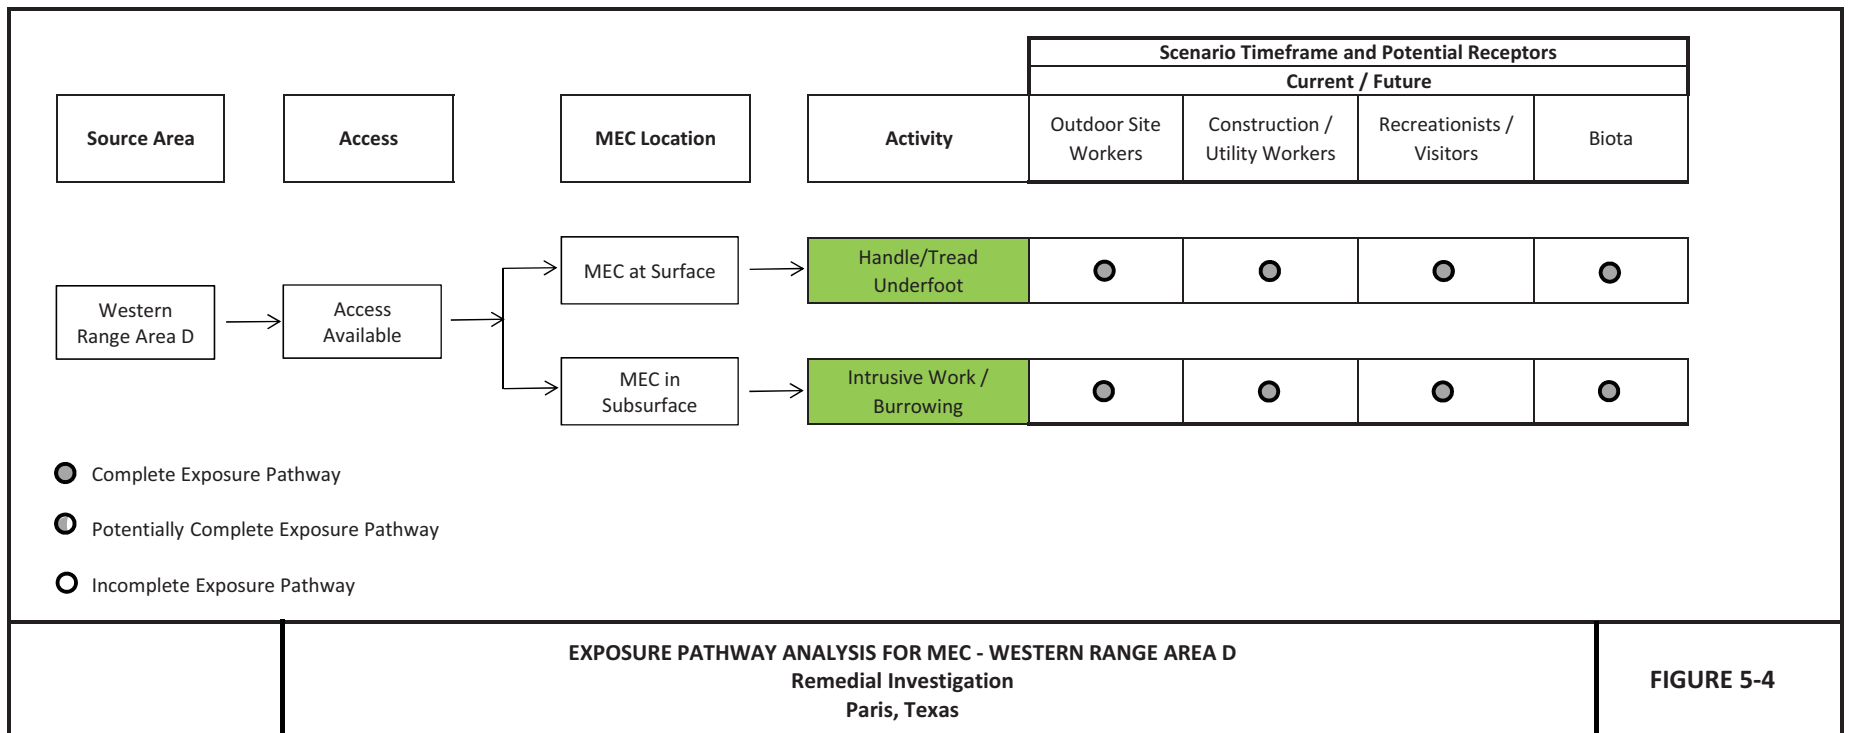 Scenario Timeframe and Potential Receptors
Current / Future
Source Area
Access
MEC Location
Activity
Outdoor Site
Workers
Construction /
Utility Workers
Recreationists /
Visitors
Biota
Western
Range Area D
Access
Available
MEC at Surface
Handle/Tread
Underfoot
MEC in
Subsurface
Intrusive Work /
Burrowing
Complete Exposure Pathway
Potentially Complete Exposure Pathway
Incomplete Exposure Pathway
EXPOSURE PATHWAY ANALYSIS FOR MEC - WESTERN RANGE AREA D
Remedial Investigation
Paris, Texas
FIGURE 5-4